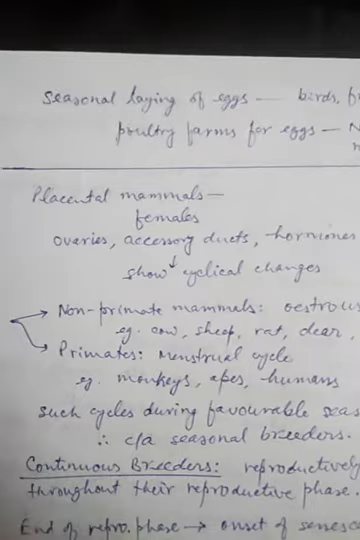 Seasonal laying of eggs — birds,
poultry farms for eggs —
Placental mammals —
females
ovaries, accessory ducts, hormones
↓
show cyclical changes
→ Non-primate mammals: oestrous
eg. cow, sheep, rat, dear,
→ Primates: Menstrual cycle
eg. monkeys, apes, humans
such cycles during favourable seas
∴ c/a seasonal breeders.
Continuous Breeders: reproductively
throughout their reproductive phase.
End of repro. phase → onset of senesc